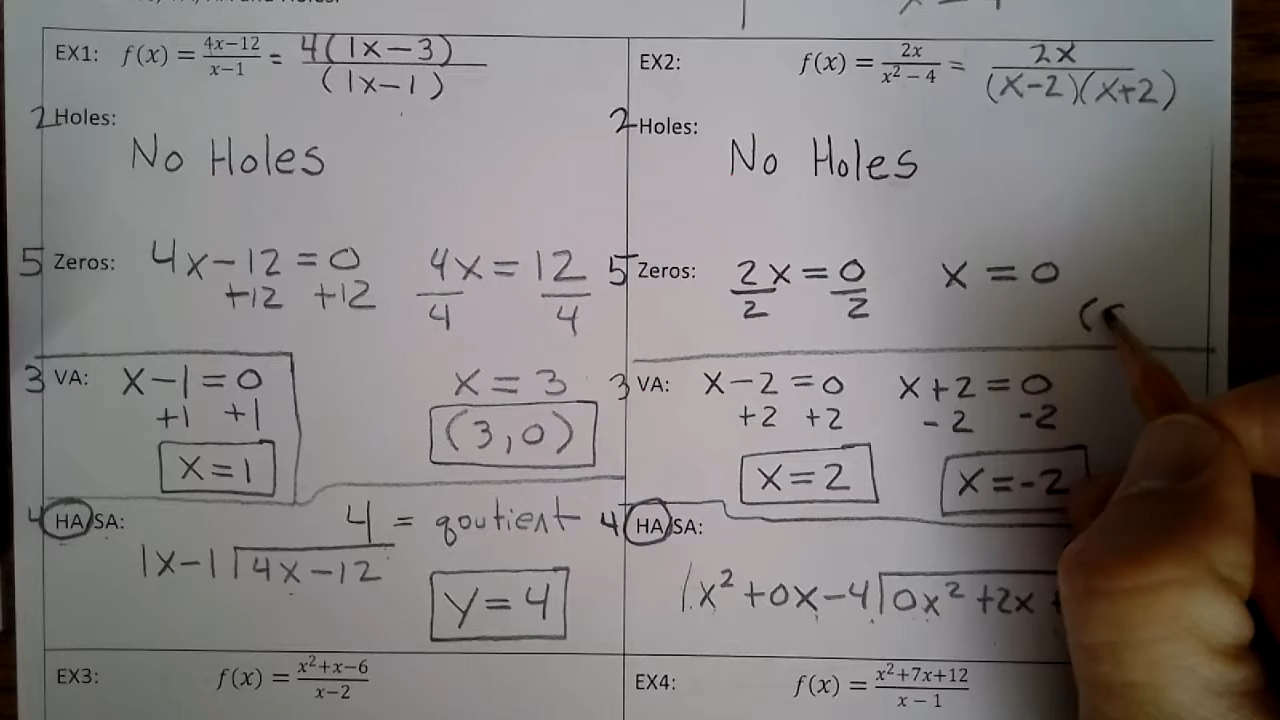 EX1: f(x) = 4x−12/x−1 = 4(1x−3)/(1x−1)
2 Holes:
No Holes
5 Zeros: 4x−12=0 4x=12
+12 +12 4 4
x=3
(3,0)
3 VA: x−1=0
+1 +1
x=1
4 HA/SA: 4 = qoutient
1x−1 4x−12
y=4
EX2: f(x) = 2x/x² − 4 = 2x/(x−2)(x+2)
2 Holes:
No Holes
5 Zeros: 2x=0 x=0
2 2
3 VA: x−2=0 x+2=0
+2 +2 −2 −2
x=2 x=−2
4 HA/SA:
1x²+0x−4 0x²+2x+
EX3: f(x) = x²+x−6/x−2
EX4: f(x) = x²+7x+12/x − 1